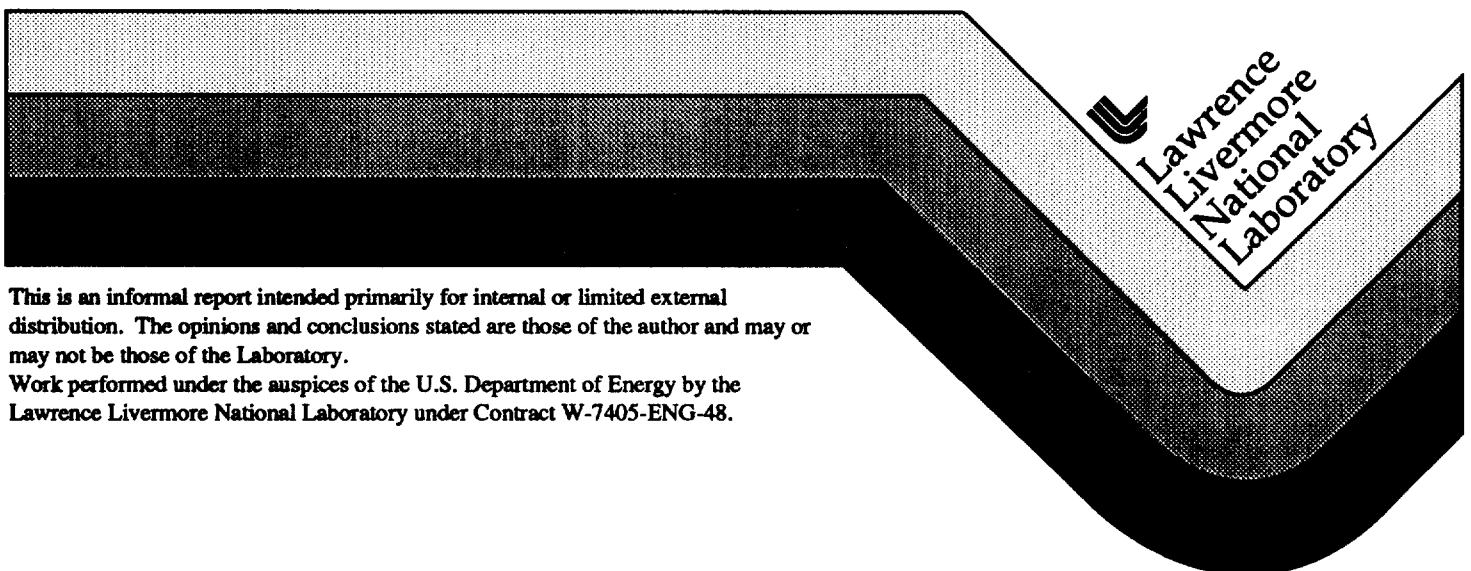 Lawrence
Livermore
National
Laboratory
This is an informal report intended primarily for internal or limited external
distribution. The opinions and conclusions stated are those of the author and may or
may not be those of the Laboratory.
Work performed under the auspices of the U.S. Department of Energy by the
Lawrence Livermore National Laboratory under Contract W-7405-ENG-48.